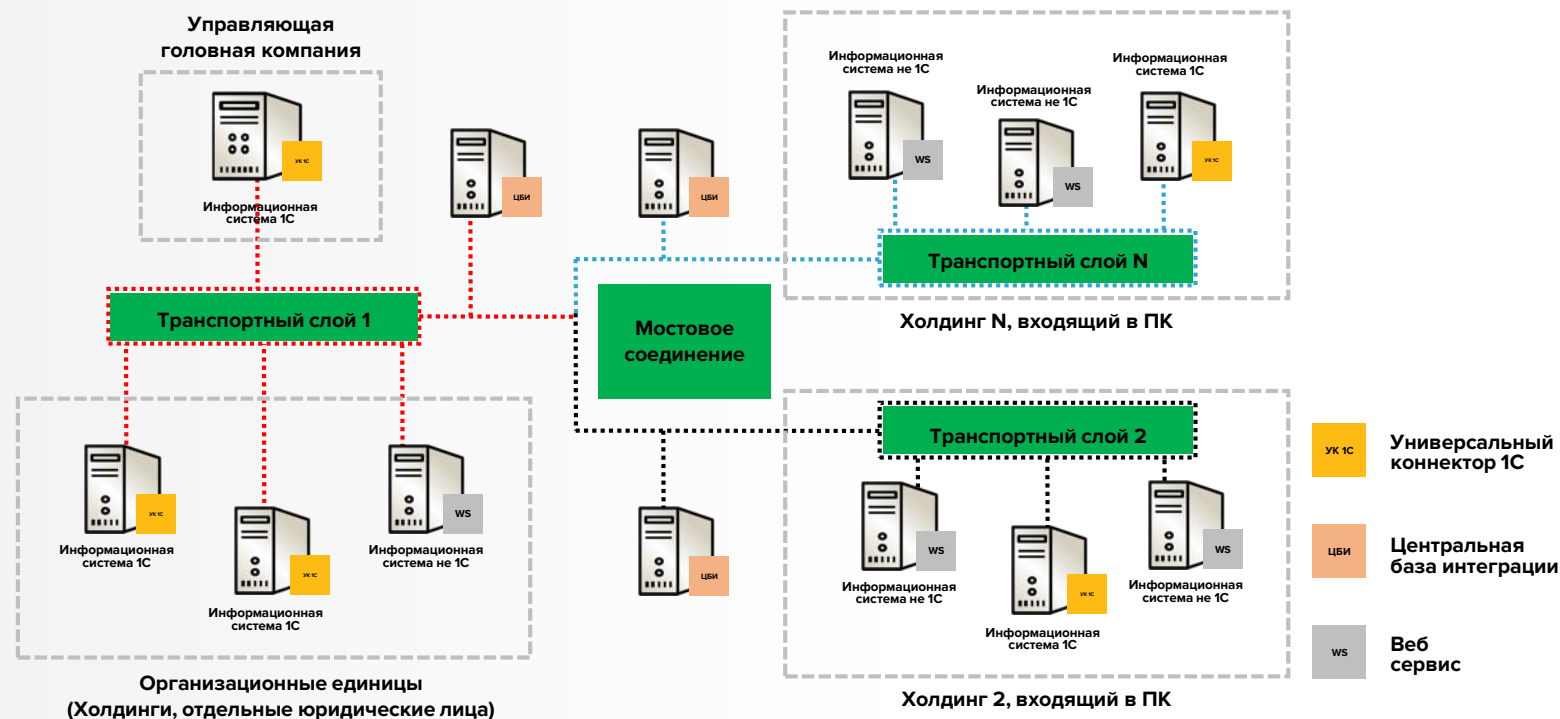 Управляющая
головная компания
УК 1С
Информационная
система 1С
ЦБИ
ЦБИ
Информационная
система не 1С
WS
Информационная
система не 1С
WS
Информационная
система 1С
УК 1С
Транспортный слой N
Холдинг N, входящий в ПК
Транспортный слой 1
Мостовое
соединение
УК 1С
Информационная
система 1С
УК 1С
Информационная
система 1С
WS
Информационная
система не 1С
Организационные единицы
(Холдинги, отдельные юридические лица)
ЦБИ
Транспортный слой 2
WS
Информационная
система не 1С
УК 1С
Информационная
система 1С
WS
Информационная
система не 1С
Холдинг 2, входящий в ПК
УК 1С
Универсальный
коннектор 1С
ЦБИ
Центральная
база интеграции
WS
Веб
сервис